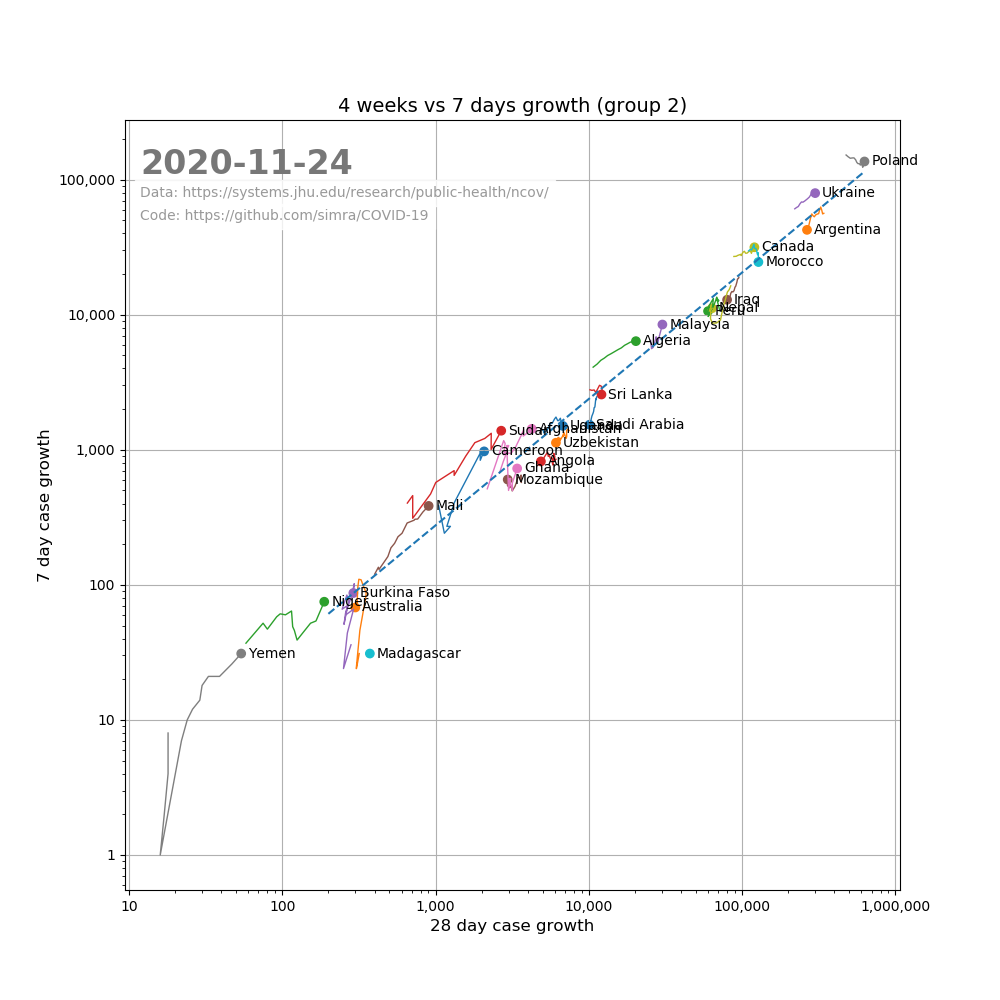 4 weeks vs 7 days growth (group 2)
2020-11-24
Data: https://systems.jhu.edu/research/public-health/ncov/
Code: https://github.com/simra/COVID-19
Poland
Ukraine
Argentina
Canada
Morocco
Iraq
Nepal
Peru
Malaysia
Algeria
Sri Lanka
Saudi Arabia
Sudan
Afghanistan
Uzbekistan
Cameroon
Angola
Ghana
Mozambique
Mali
Burkina Faso
Niger
Australia
Yemen
Madagascar
100,000
10,000
1,000
100
10
1
7 day case growth
10
100
1,000
10,000
100,000
1,000,000
28 day case growth